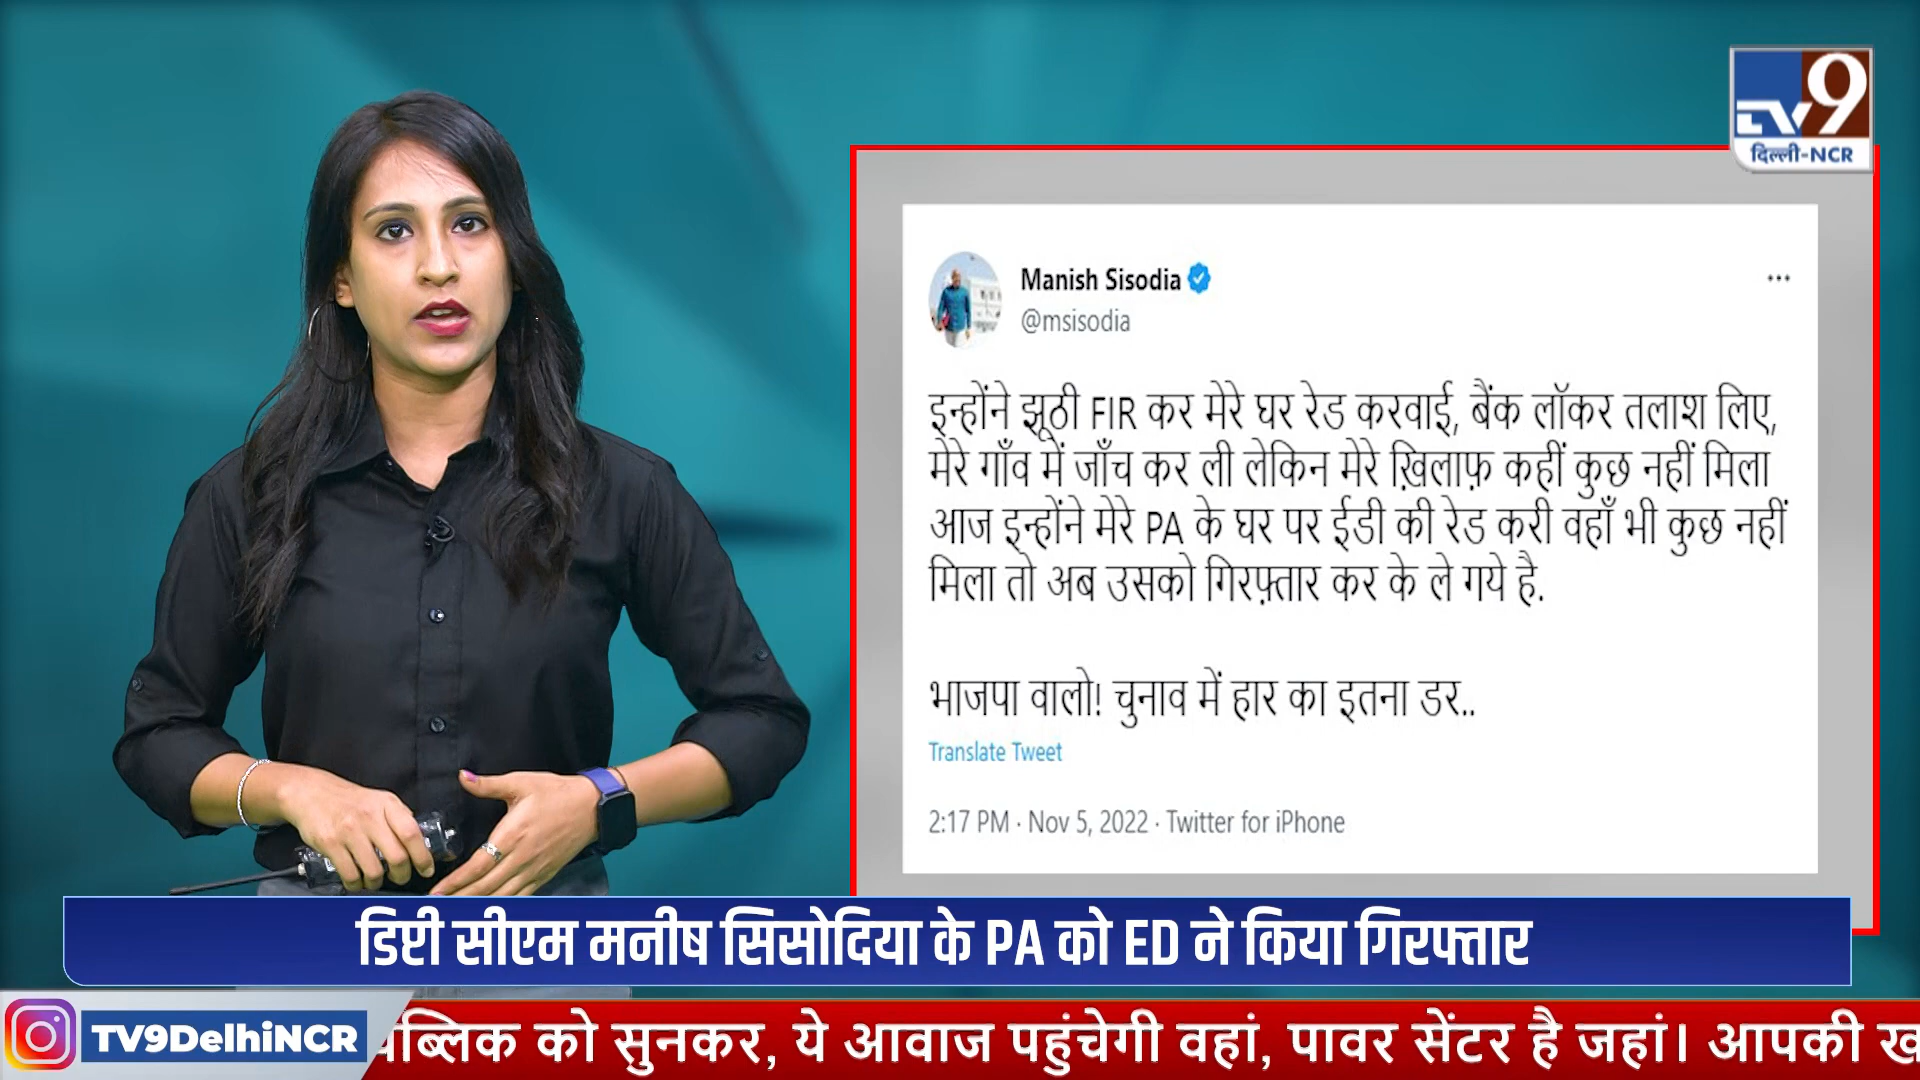 TV9
दिल्ली-NCR
Manish Sisodia
@msisodia
इन्होंने झूठी FIR कर मेरे घर रेड करवाई, बैंक लॉकर तलाश लिए,
मेरे गाँव में जाँच कर ली लेकिन मेरे ख़िलाफ़ कहीं कुछ नहीं मिला
आज इन्होंने मेरे PA के घर पर ईडी की रेड करी वहाँ भी कुछ नहीं
मिला तो अब उसको गिरफ़्तार कर के ले गये है.
भाजपा वालो! चुनाव में हार का इतना डर..
Translate Tweet
2:17 PM · Nov 5, 2022 · Twitter for iPhone
डिप्टी सीएम मनीष सिसोदिया के PA को ED ने किया गिरफ्तार
TV9DelhiNCR
को सुनकर, ये आवाज पहुंचेगी वहां, पावर सेंटर है जहां। आपकी